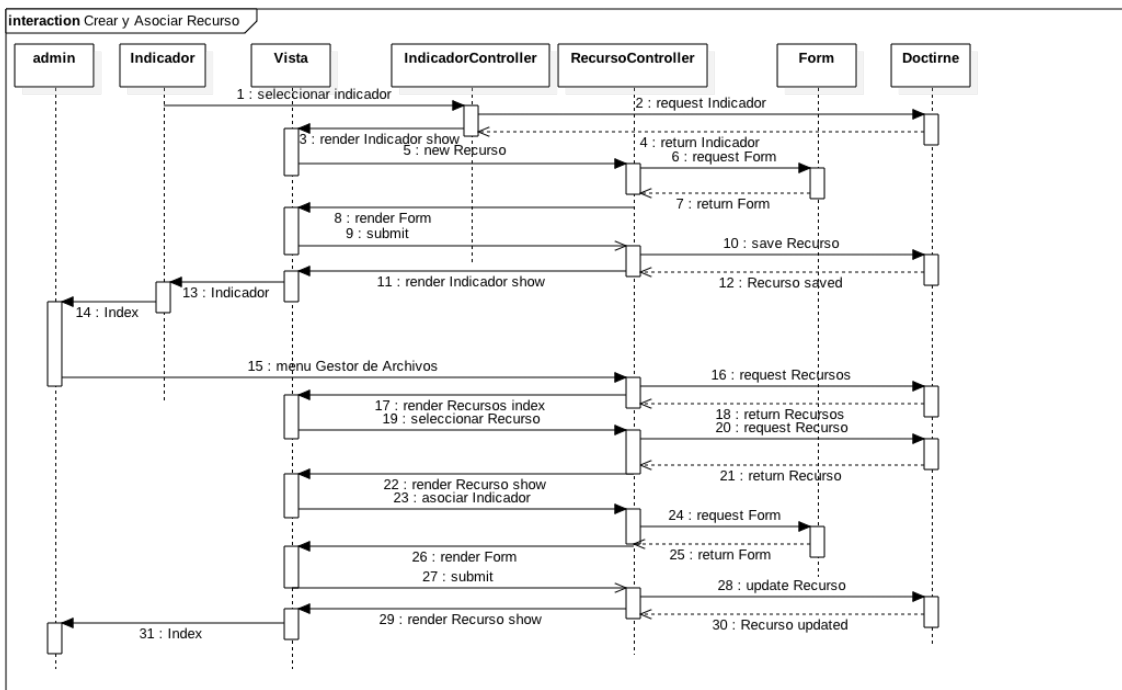 interaction Crear y Asociar Recurso
admin
Indicador
Vista
IndicadorController
RecursoController
Form
Doctirne
1 : seleccionar indicador
2 : request Indicador
3 : render Indicador show
4 : return Indicador
5 : new Recurso
6 : request Form
7 : return Form
8 : render Form
9 : submit
10 : save Recurso
11 : render Indicador show
12 : Recurso saved
13 : Indicador
14 : Index
15 : menu Gestor de Archivos
16 : request Recursos
17 : render Recursos index
18 : return Recursos
19 : seleccionar Recurso
20 : request Recurso
21 : return Recurso
22 : render Recurso show
23 : asociar Indicador
24 : request Form
25 : return Form
26 : render Form
27 : submit
28 : update Recurso
29 : render Recurso show
30 : Recurso updated
31 : Index